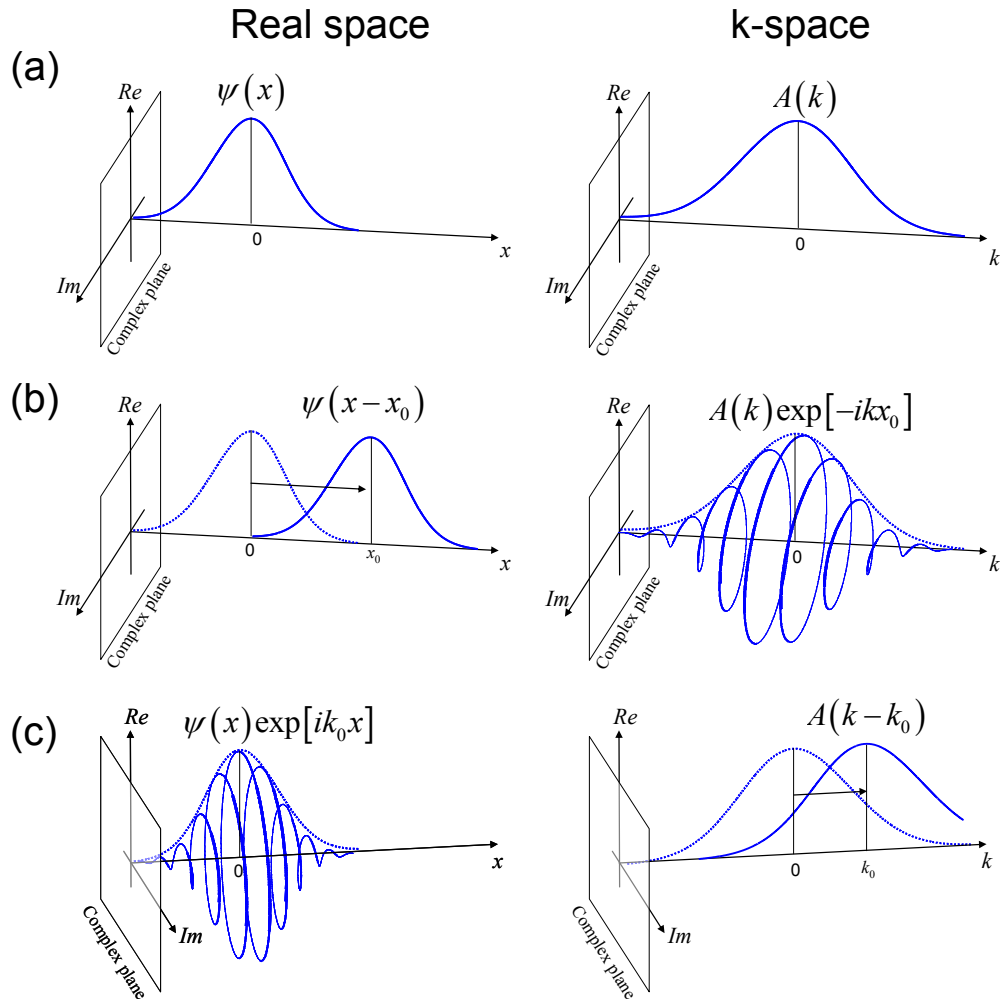 Real space
k-space
(a)
Re
ψ(x)
0
x
Im
Complex plane
Re
A(k)
0
k
Im
Complex plane
(b)
Re
ψ(x − x₀)
0
x₀
x
Im
Complex plane
Re
A(k) exp[−ikx₀]
0
k
Im
Complex plane
(c)
Re
ψ(x) exp[ik₀x]
0
x
Im
Complex plane
Re
A(k − k₀)
0
k₀
k
Im
Complex plane